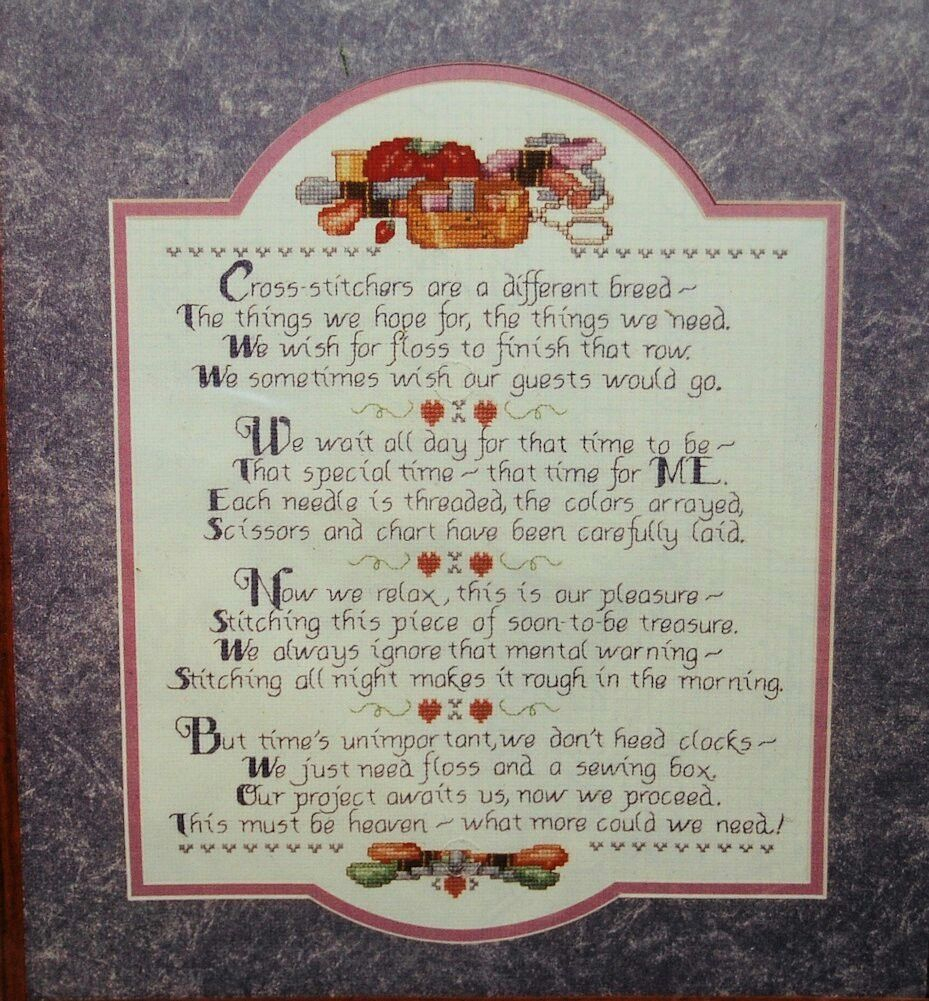 Cross-stitchers are a different breed ~
The things we hope for, the things we need.
We wish for floss to finish that row.
We sometimes wish our guests would go.
We wait all day for that time to be ~
That special time ~ that time for ME.
Each needle is threaded, the colors arrayed,
Scissors and chart have been carefully laid.
Now we relax, this is our pleasure ~
Stitching this piece of soon-to-be treasure.
We always ignore that mental warning ~
Stitching all night makes it rough in the morning.
But time's unimportant, we don't heed clocks ~
We just need floss and a sewing box.
Our project awaits us, now we proceed.
This must be heaven ~ what more could we need!